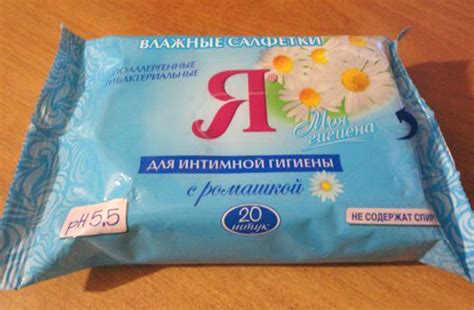 ВЛАЖНЫЕ САЛФЕТКИ
Я®
Моя
гигиена
ДЛЯ ИНТИМНОЙ ГИГИЕНЫ
с ромашкой
20
штук
pH 5,5
НЕ СОДЕРЖАТ